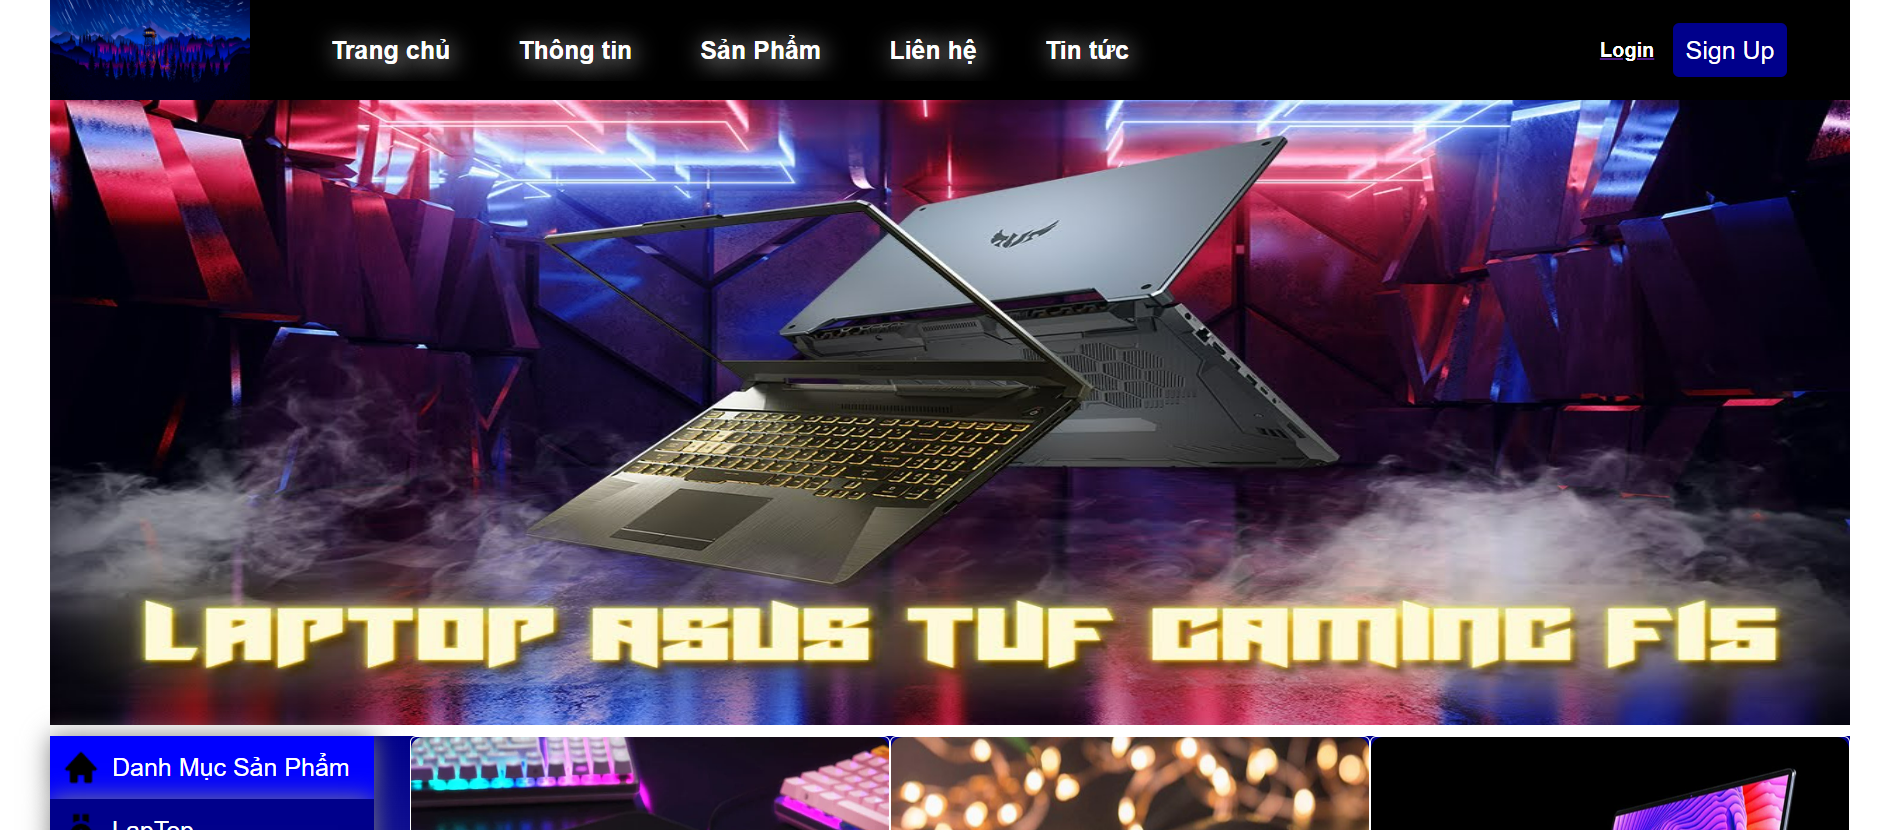 Trang chủ Thông tin Sản Phẩm Liên hệ Tin tức Login Sign Up
LAPTOP ASUS TUF GAMING F15
Danh Mục Sản Phẩm
LapTop